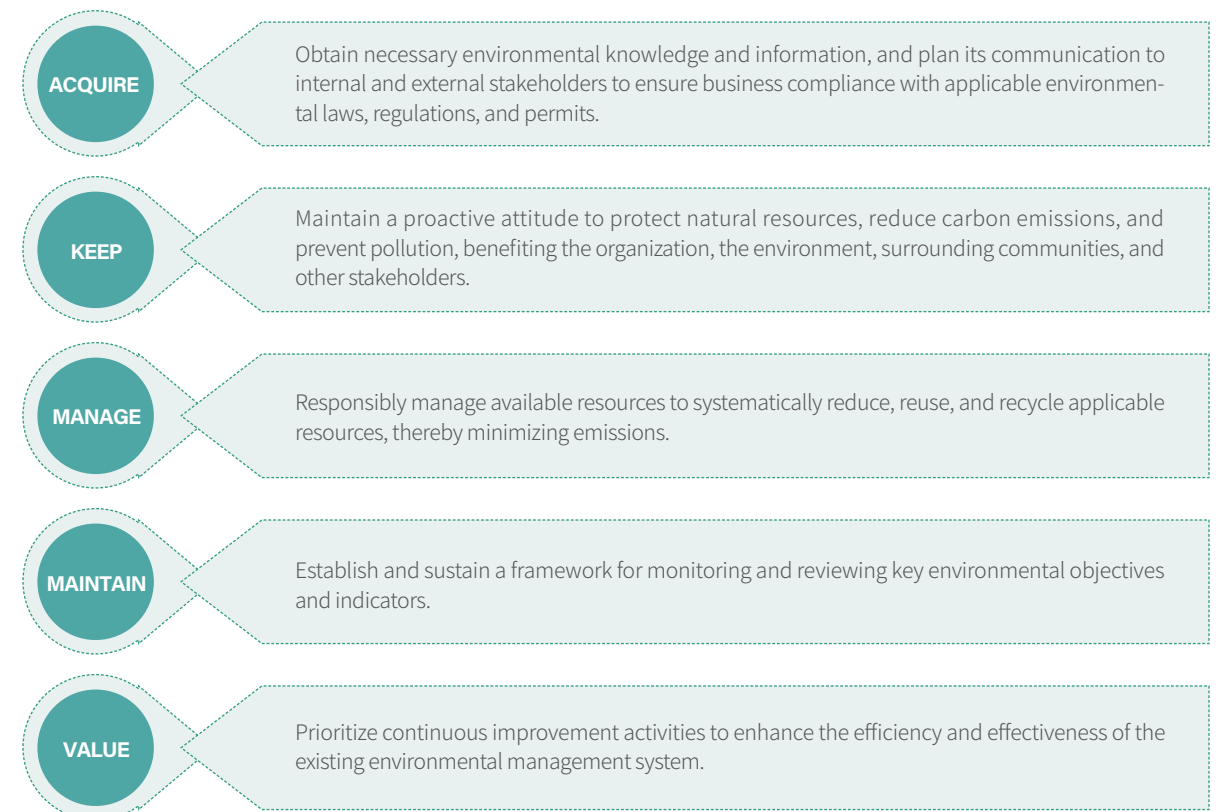 ACQUIRE
Obtain necessary environmental knowledge and information, and plan its communication to
internal and external stakeholders to ensure business compliance with applicable environmen-
tal laws, regulations, and permits.
KEEP
Maintain a proactive attitude to protect natural resources, reduce carbon emissions, and
prevent pollution, benefiting the organization, the environment, surrounding communities, and
other stakeholders.
MANAGE
Responsibly manage available resources to systematically reduce, reuse, and recycle applicable
resources, thereby minimizing emissions.
MAINTAIN
Establish and sustain a framework for monitoring and reviewing key environmental objectives
and indicators.
VALUE
Prioritize continuous improvement activities to enhance the efficiency and effectiveness of the
existing environmental management system.